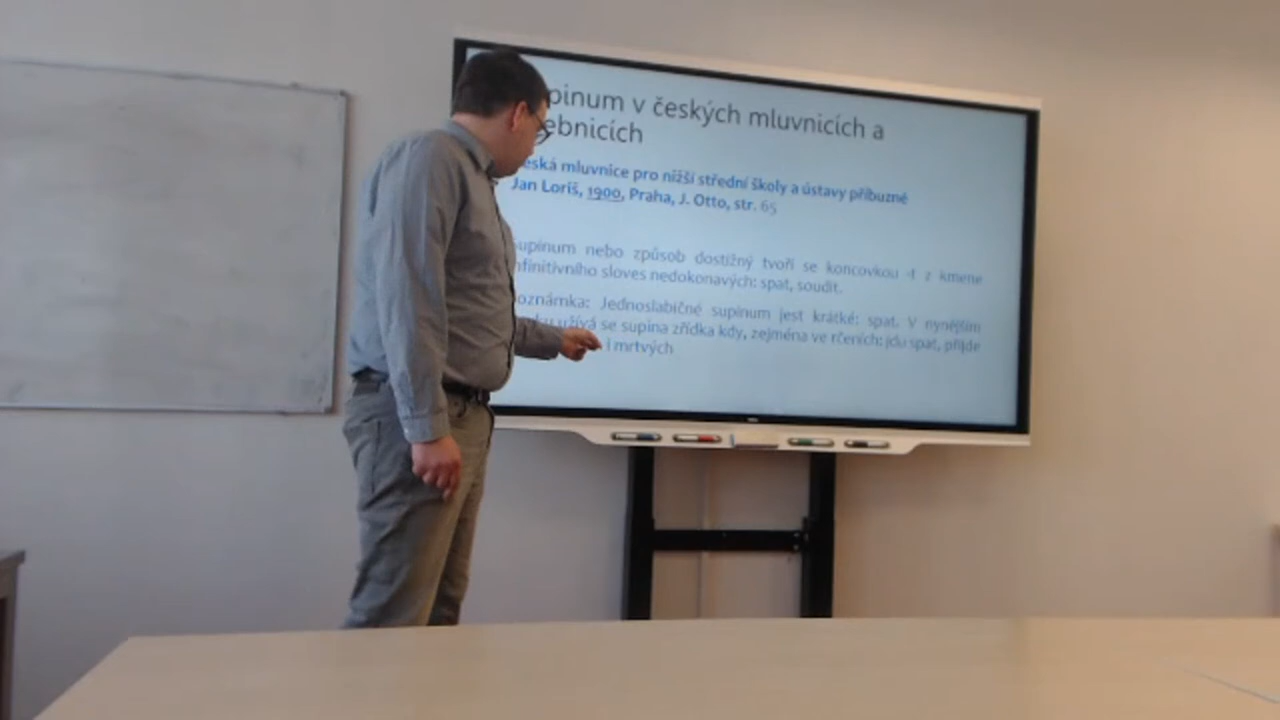 pinum v českých mluvnicích a
ebnicích
eská mluvnice pro nižší střední školy a ústavy příbuzné
Jan Loriš, 1900, Praha, J. Otto, str. 65
upinum nebo způsob dostižný tvoří se koncovkou -t z kmene
nfinitivního sloves nedokonavých: spat, soudit.
oznámka: Jednoslabičné supinum jest krátké: spat. V nynějším
užívá se supina zřídka kdy, zejména ve rčeních: jdu spat, přijde
i mrtvých